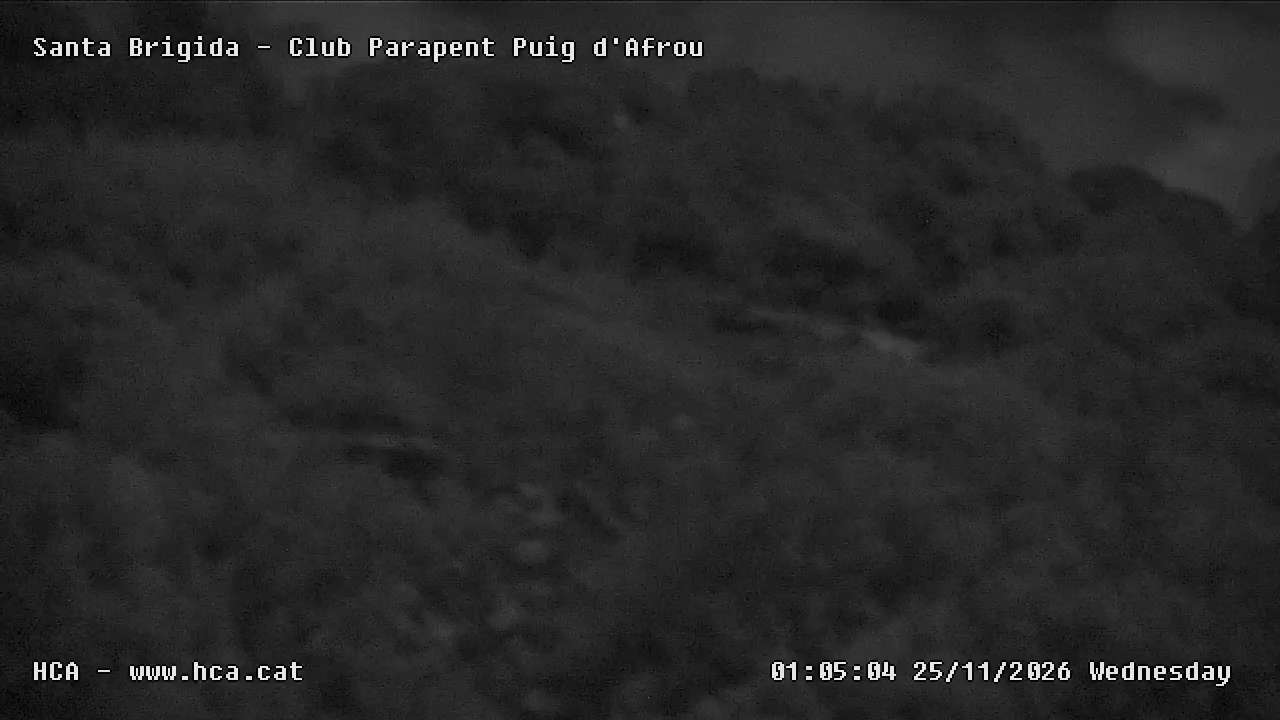 Santa Brigida - Club Parapent Puig d'Afrou
HCA - www.hca.cat
01:05:04 25/11/2026 Wednesday